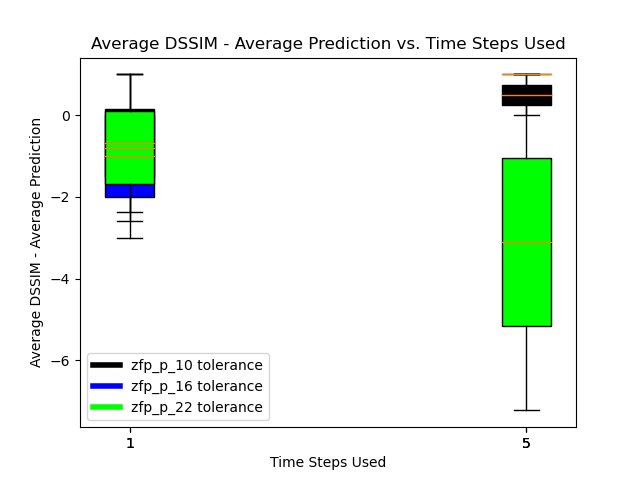 Average DSSIM - Average Prediction vs. Time Steps Used
Average DSSIM - Average Prediction
0
−2
−4
−6
zfp_p_10 tolerance
zfp_p_16 tolerance
zfp_p_22 tolerance
1
5
Time Steps Used